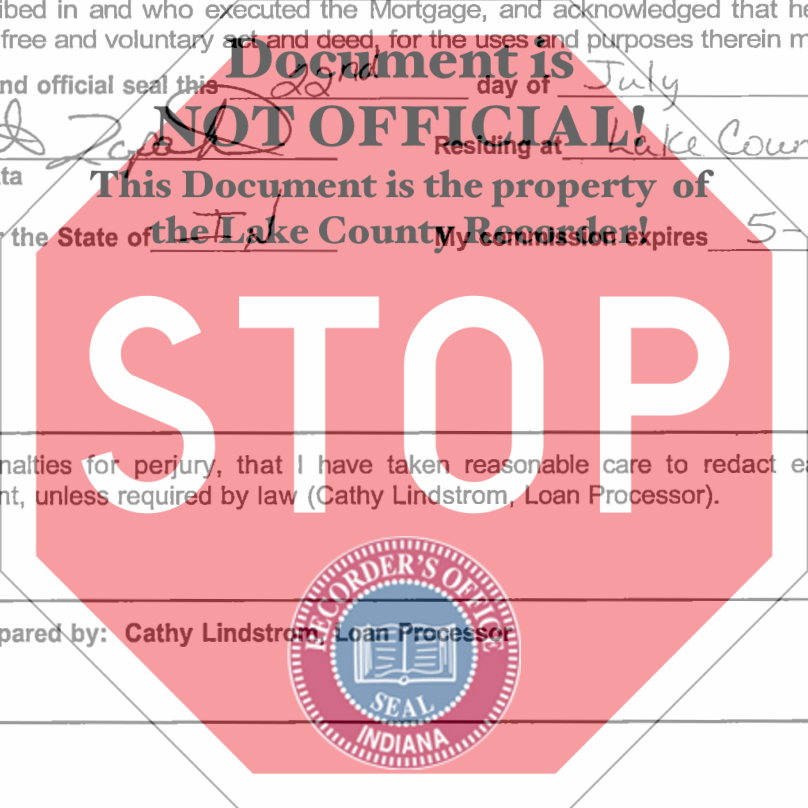 ibed in and who executed the Mortgage, and acknowledged that he
free and voluntary act and deed, for the uses and purposes therein m
Document is
nd official seal this 22nd day of July
NOT OFFICIAL!
Residing at Lake Coun
ta
This Document is the property of
the Lake County Recorder!
r the State of IN My commission expires 5-
STOP
nalties for perjury, that I have taken reasonable care to redact ea
nt, unless required by law (Cathy Lindstrom, Loan Processor).
RECORDER'S OFFICE
pared by: Cathy Lindstrom, Loan Processor
SEAL
INDIANA